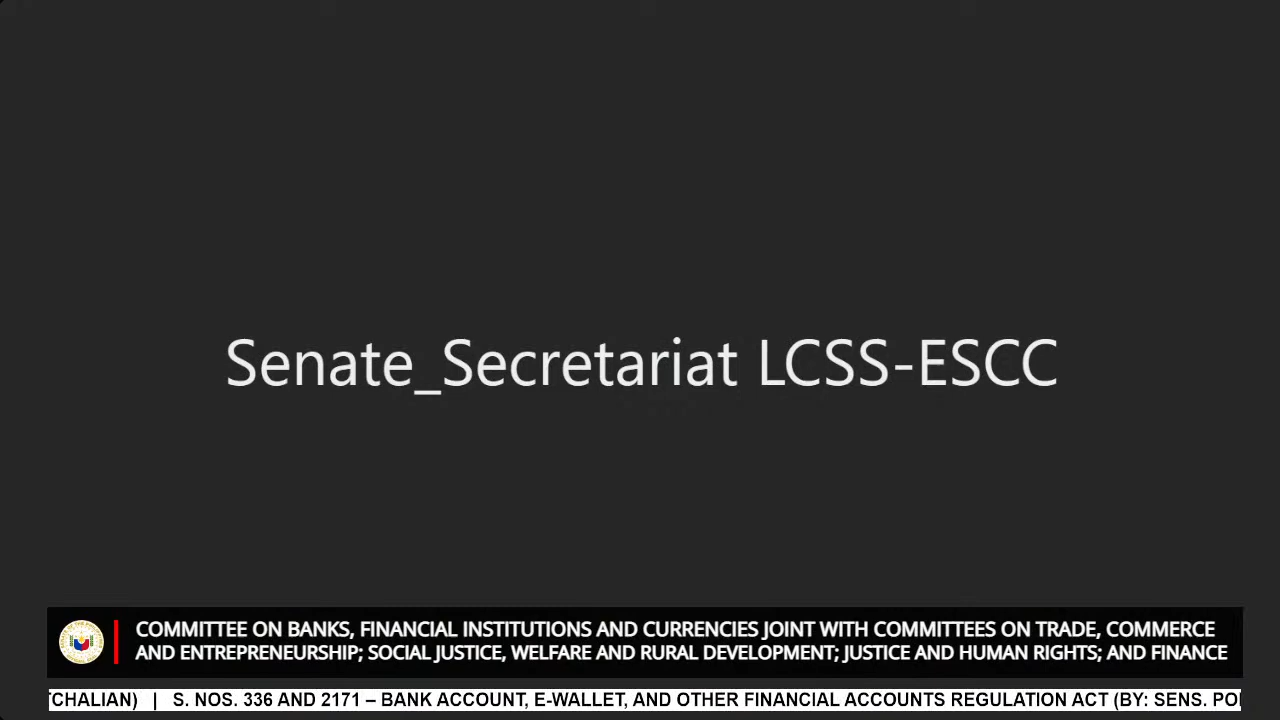 Senate_Secretariat LCSS-ESCC
COMMITTEE ON BANKS, FINANCIAL INSTITUTIONS AND CURRENCIES JOINT WITH COMMITTEES ON TRADE, COMMERCE
AND ENTREPRENEURSHIP; SOCIAL JUSTICE, WELFARE AND RURAL DEVELOPMENT; JUSTICE AND HUMAN RIGHTS; AND FINANCE
TCHALIAN) | S. NOS. 336 AND 2171 – BANK ACCOUNT, E-WALLET, AND OTHER FINANCIAL ACCOUNTS REGULATION ACT (BY: SENS. PO